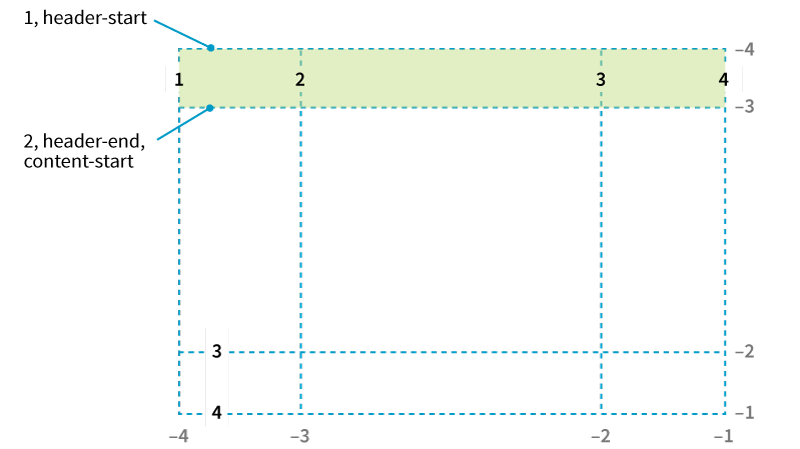 1, header-start
–4
1 2 3 4
–3
2, header-end,
content-start
3 –2
4 –1
–4 –3 –2 –1